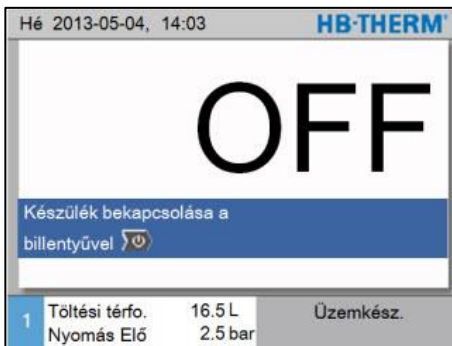 Hé 2013-05-04, 14:03 HB-THERM®
OFF
Készülék bekapcsolása a
billentyűvel
1 Töltési térfo. 16.5 L Üzemkész.
Nyomás Elő 2.5 bar